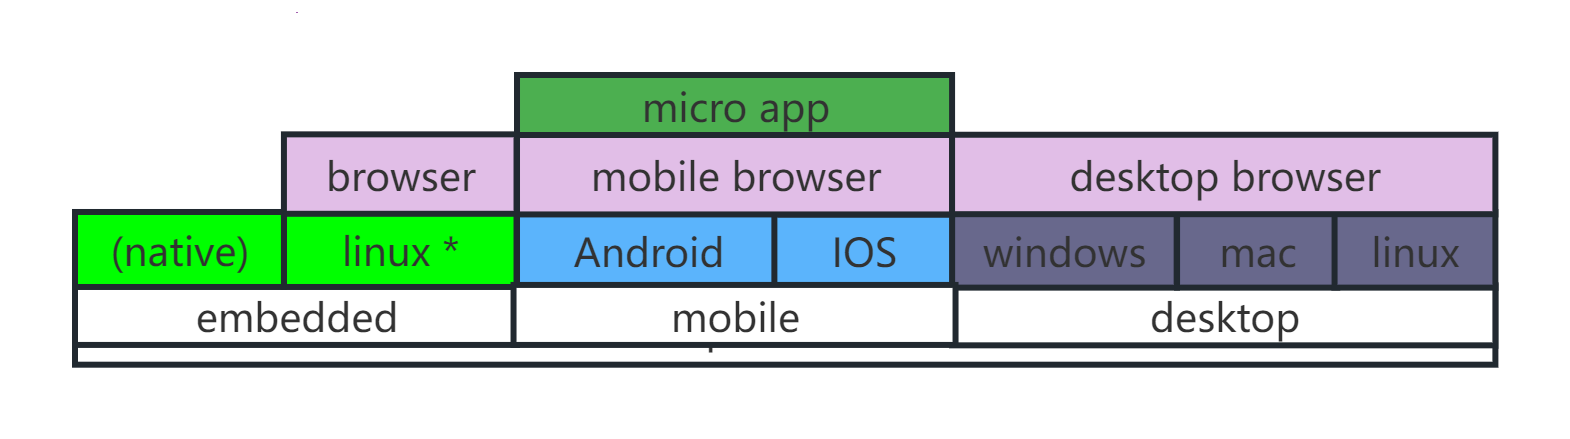 micro app
browser mobile browser desktop browser
(native) linux * Android IOS windows mac linux
embedded mobile desktop